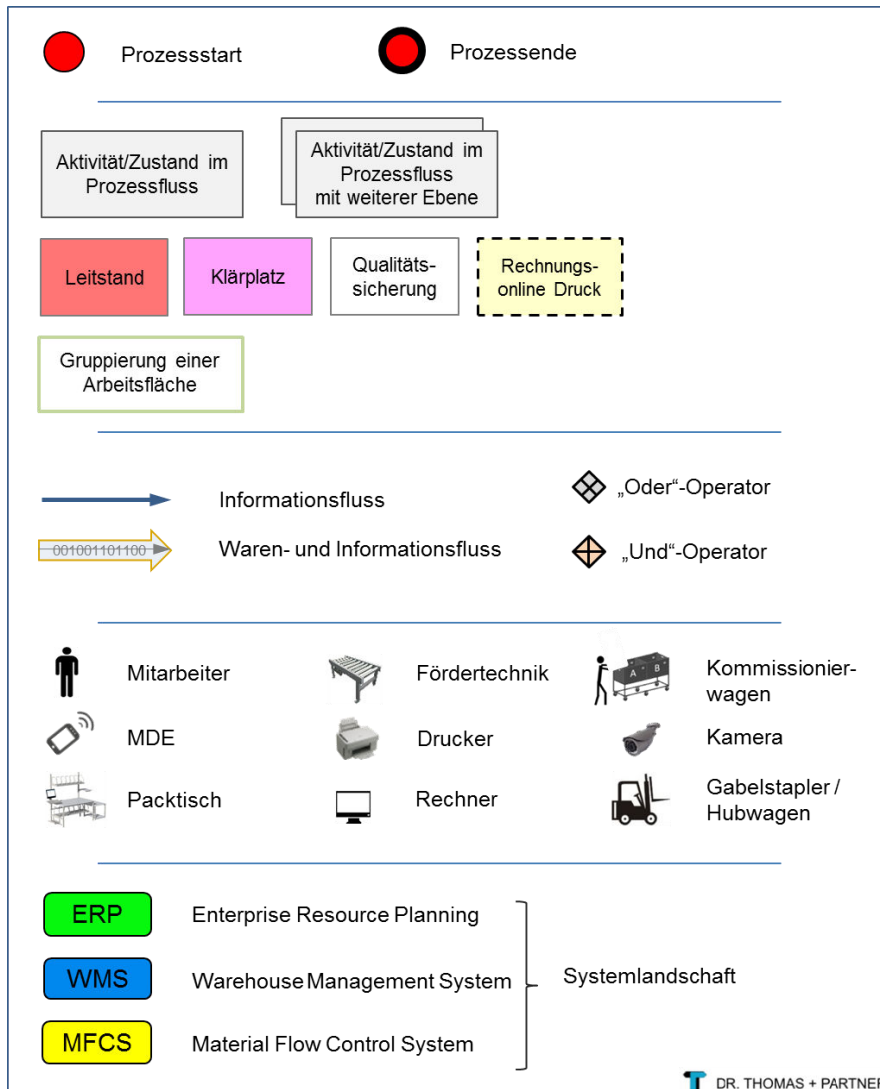 Prozessstart
Prozessende
Aktivität/Zustand im
Prozessfluss
Aktivität/Zustand im
Prozessfluss
mit weiterer Ebene
Leitstand
Klärplatz
Qualitäts-
sicherung
Rechnungs-
online Druck
Gruppierung einer
Arbeitsfläche
Informationsfluss
„Oder“-Operator
001001101100
Waren- und Informationsfluss
„Und“-Operator
Mitarbeiter
Fördertechnik
A B
Kommissionier-
wagen
MDE
Drucker
Kamera
Packtisch
Rechner
Gabelstapler /
Hubwagen
ERP
Enterprise Resource Planning
WMS
Warehouse Management System
Systemlandschaft
MFCS
Material Flow Control System
DR. THOMAS + PARTNER